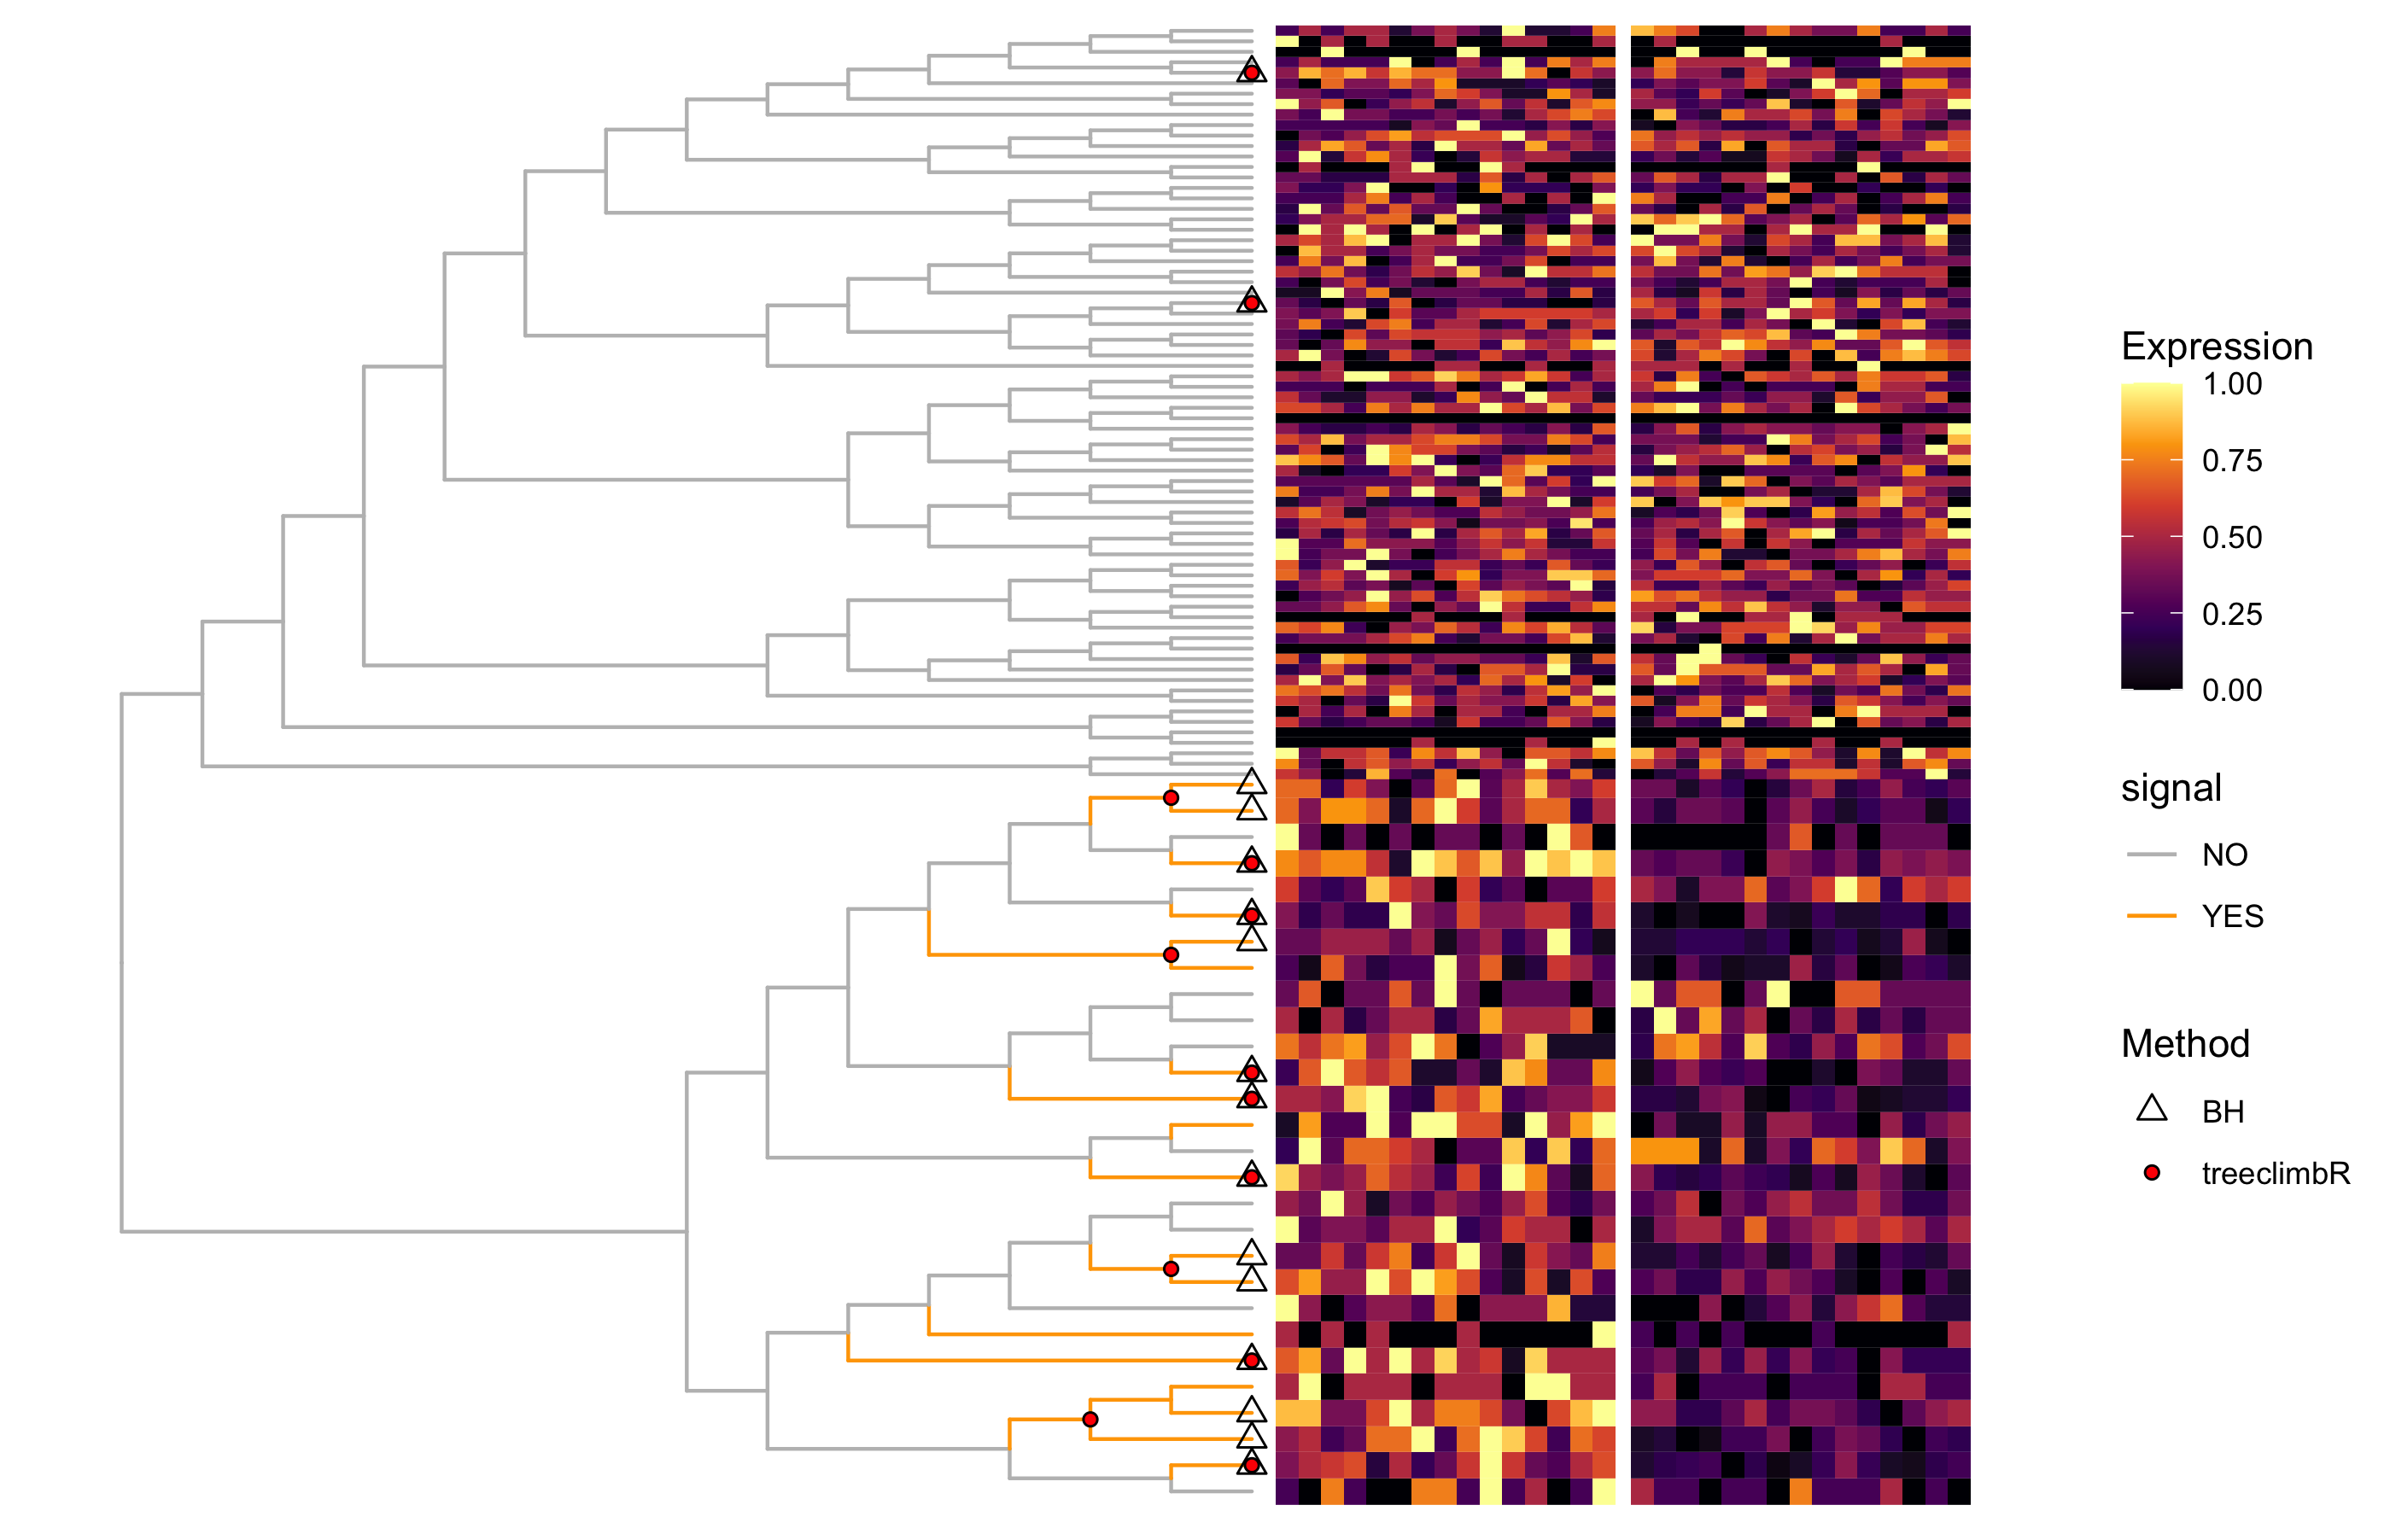 Expression
1.00
0.75
0.50
0.25
0.00
signal
NO
YES
Method
BH
treeclimbR